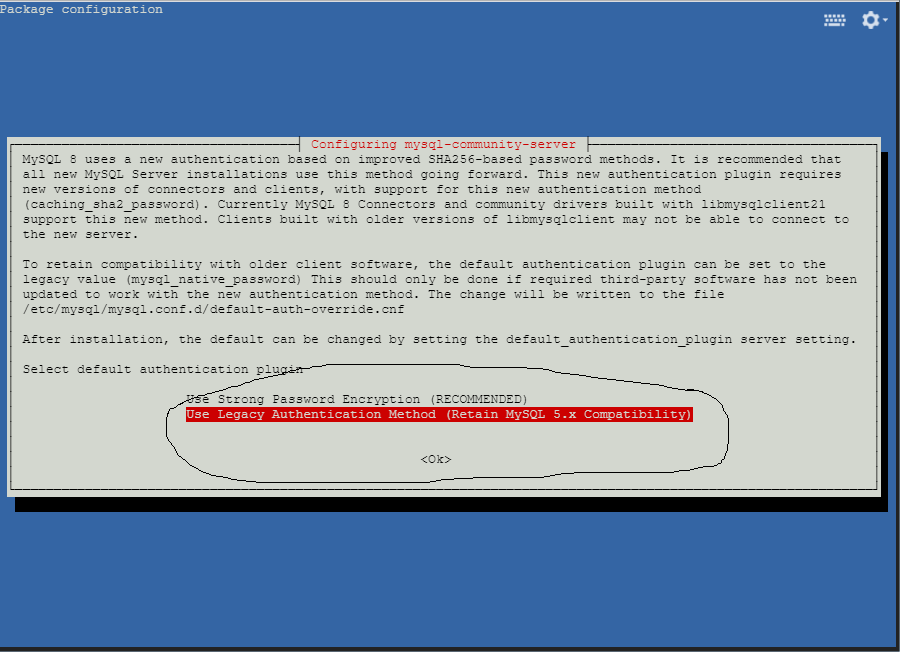 Package configuration
Configuring mysql-community-server
MySQL 8 uses a new authentication based on improved SHA256-based password methods. It is recommended that
all new MySQL Server installations use this method going forward. This new authentication plugin requires
new versions of connectors and clients, with support for this new authentication method
(caching_sha2_password). Currently MySQL 8 Connectors and community drivers built with libmysqlclient21
support this new method. Clients built with older versions of libmysqlclient may not be able to connect to
the new server.
To retain compatibility with older client software, the default authentication plugin can be set to the
legacy value (mysql_native_password) This should only be done if required third-party software has not been
updated to work with the new authentication method. The change will be written to the file
/etc/mysql/mysql.conf.d/default-auth-override.cnf
After installation, the default can be changed by setting the default_authentication_plugin server setting.
Select default authentication plugin
Use Strong Password Encryption (RECOMMENDED)
Use Legacy Authentication Method (Retain MySQL 5.x Compatibility)
<Ok>